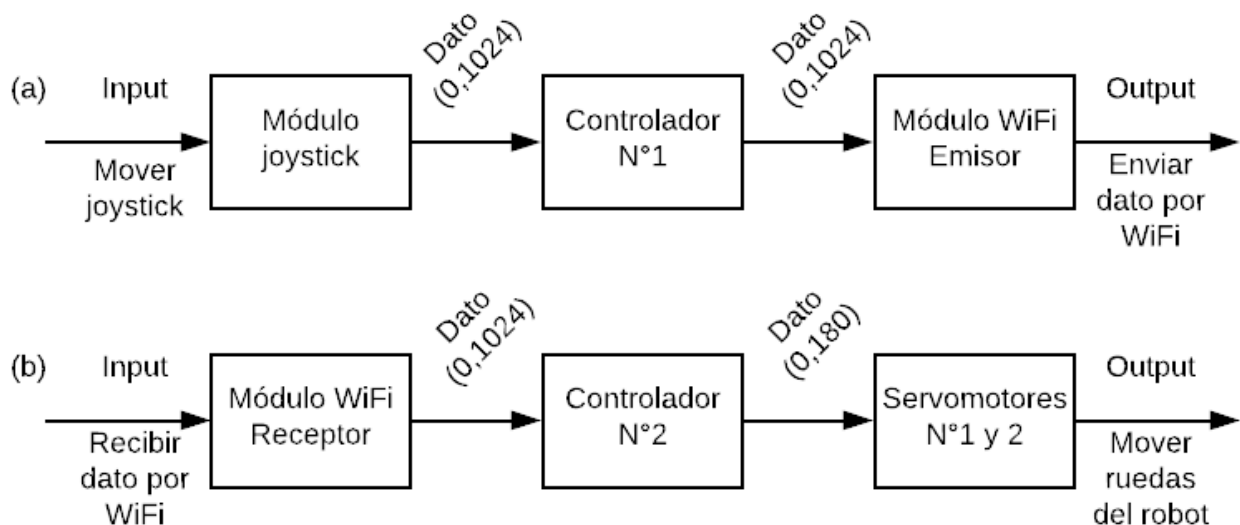 (a)
Input
Mover
joystick
Módulo
joystick
Dato
(0,1024)
Controlador
N°1
Dato
(0,1024)
Módulo WiFi
Emisor
Output
Enviar
dato por
WiFi
(b)
Input
Recibir
dato por
WiFi
Módulo WiFi
Receptor
Dato
(0,1024)
Controlador
N°2
Dato
(0,180)
Servomotores
N°1 y 2
Output
Mover
ruedas
del robot